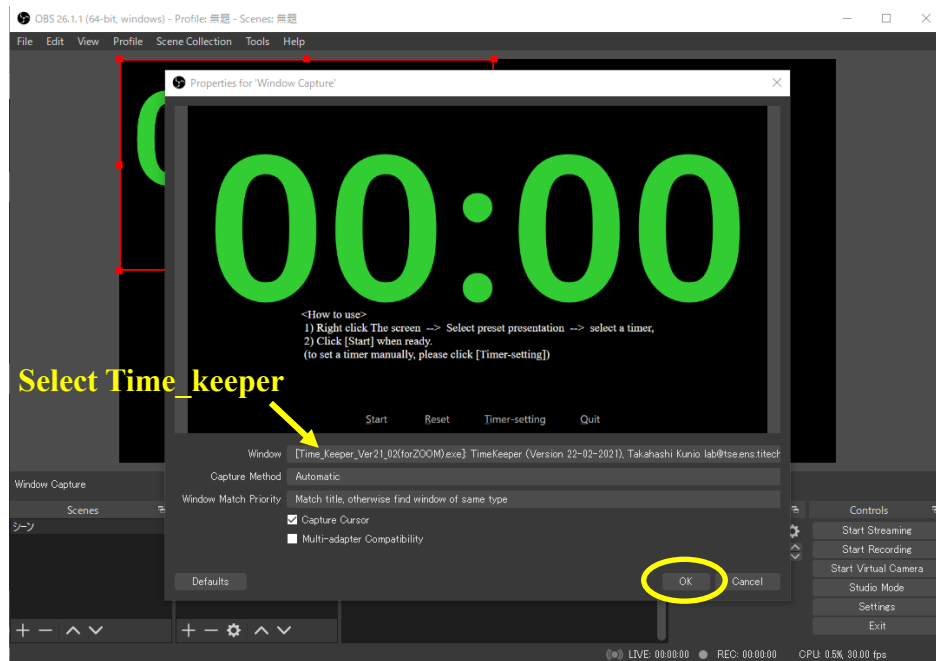 OBS 26.1.1 (64-bit, windows) - Profile: 無題 - Scenes: 無題
File Edit View Profile Scene Collection Tools Help
Properties for 'Window Capture'
00:00
<How to use>
1) Right click The screen --> Select preset presentation --> select a timer,
2) Click [Start] when ready.
(to set a timer manually, please click [Timer-setting])
Select Time_keeper
Start Reset Timer-setting Quit
Window [Time_Keeper_Ver21_02(forZOOM).exe]: TimeKeeper (Version 22-02-2021), Takahashi Kunio lab@tse.ens.titech
Capture Method Automatic
Window Match Priority Match title, otherwise find window of same type
Capture Cursor
Multi-adapter Compatibility
Defaults OK Cancel
Window Capture
Scenes
シーン
Controls
Start Streaming
Start Recording
Start Virtual Camera
Studio Mode
Settings
Exit
LIVE: 00:00:00 REC: 00:00:00 CPU: 0.5%, 30.00 fps